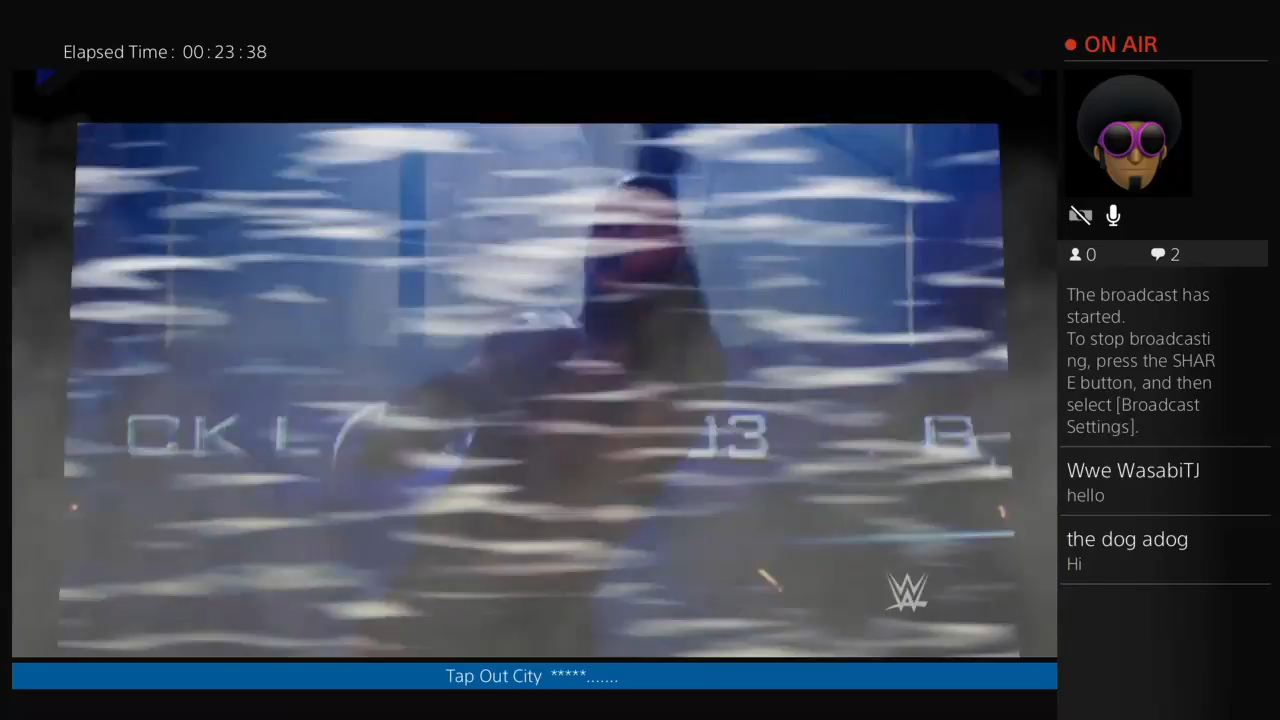 Elapsed Time: 00:23:38
ON AIR
0 2
The broadcast has
started.
To stop broadcasti
ng, press the SHAR
E button, and then
select [Broadcast
Settings].
Wwe WasabiTJ
hello
the dog adog
Hi
W
Tap Out City *****.......